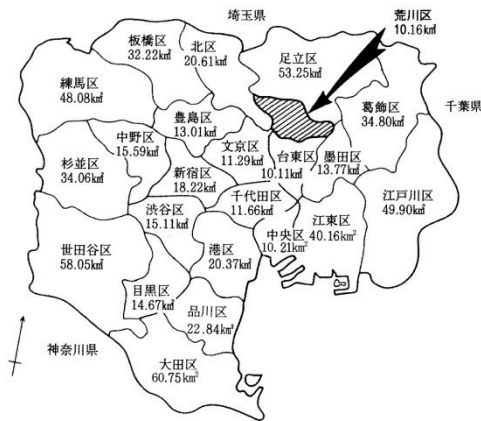 埼玉県
荒川区
10.16k㎡
板橋区
32.22k㎡
北区
20.61k㎡
足立区
53.25k㎡
練馬区
48.08k㎡
葛飾区
34.80k㎡
千葉県
豊島区
13.01k㎡
中野区
15.59k㎡
文京区
11.29k㎡
台東区
10.11k㎡
墨田区
13.77k㎡
杉並区
34.06k㎡
新宿区
18.22k㎡
千代田区
11.66k㎡
江戸川区
49.90k㎡
渋谷区
15.11k㎡
中央区
10.21k㎡
江東区
40.16k㎡
世田谷区
58.05k㎡
港区
20.37k㎡
目黒区
14.67k㎡
品川区
22.84k㎡
神奈川県
大田区
60.75k㎡